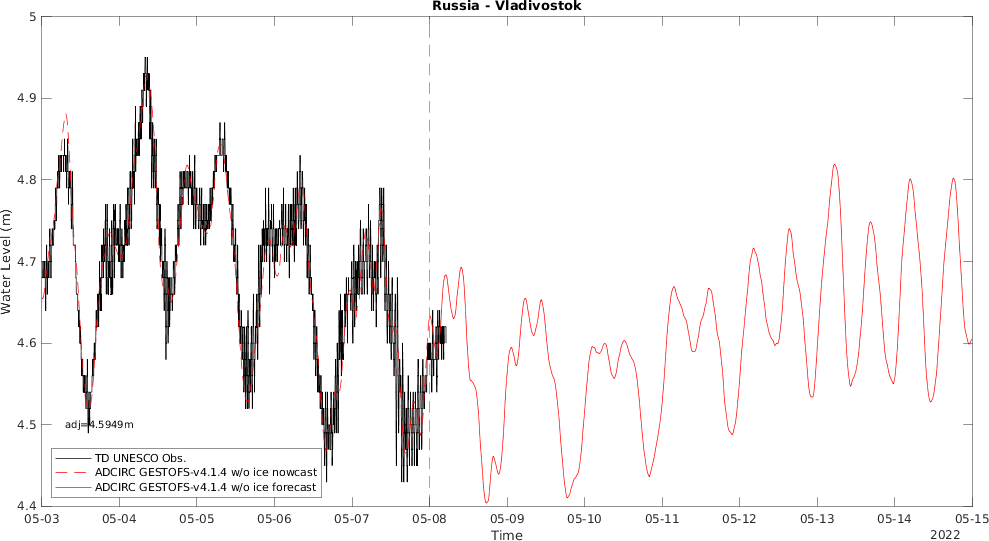 Russia - Vladivostok
Water Level (m)
5
4.9
4.8
4.7
4.6
4.5
4.4
adj=4.5949m
TD UNESCO Obs.
ADCIRC GESTOFS-v4.1.4 w/o ice nowcast
ADCIRC GESTOFS-v4.1.4 w/o ice forecast
05-03 05-04 05-05 05-06 05-07 05-08 05-09 05-10 05-11 05-12 05-13 05-14 05-15
Time
2022